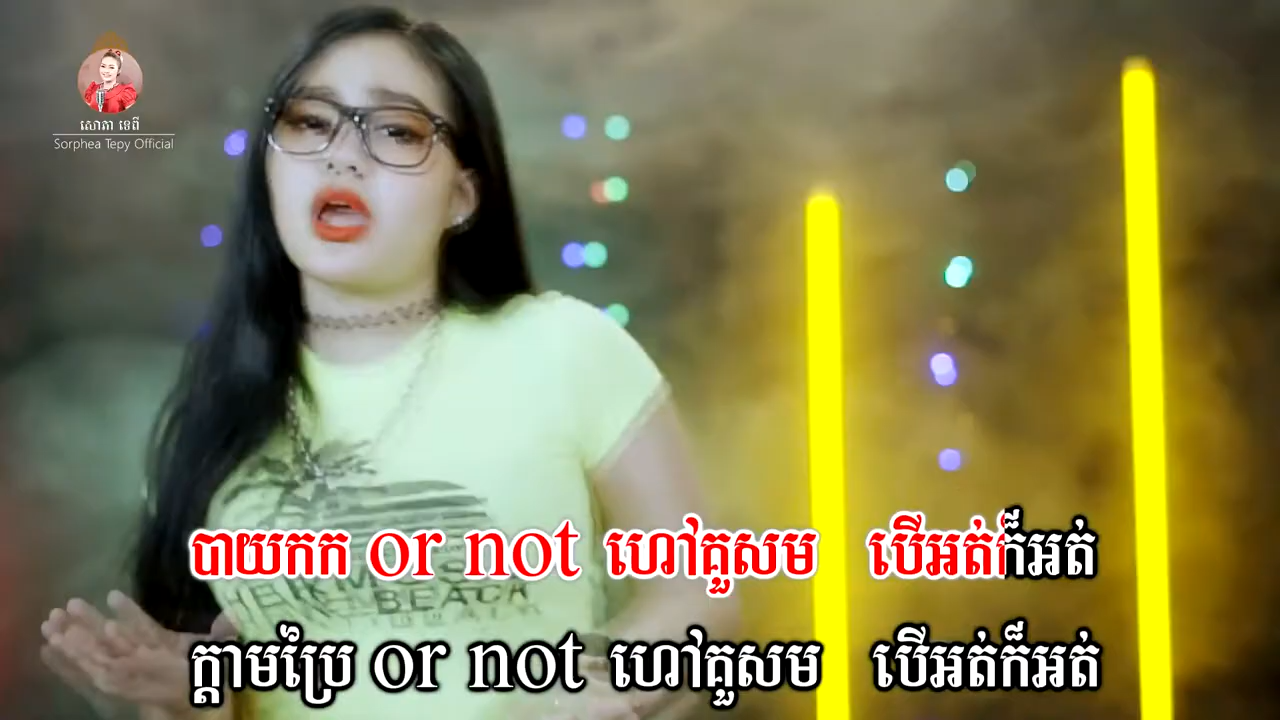 សោភា ទេពី
Sorphea Tepy Official
BEACH
បាយកក or not ហៅគួសម បើអត់ក៏អត់
ក្ដាមប្រៃ or not ហៅគួសម បើអត់ក៏អត់